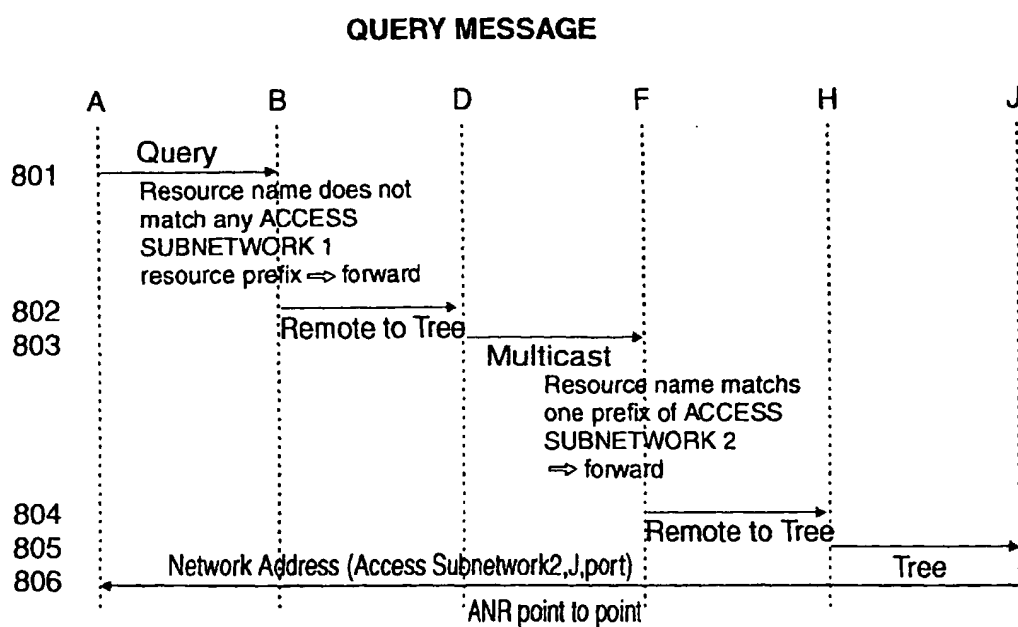 QUERY MESSAGE
A B D F H J
801 Query
Resource name does not
match any ACCESS
SUBNETWORK 1
resource prefix ⇨ forward
802 Remote to Tree
803 Multicast
Resource name matchs
one prefix of ACCESS
SUBNETWORK 2
⇨ forward
804 Remote to Tree
805 Tree
806 Network Address (Access Subnetwork2,J,port)
ANR point to point